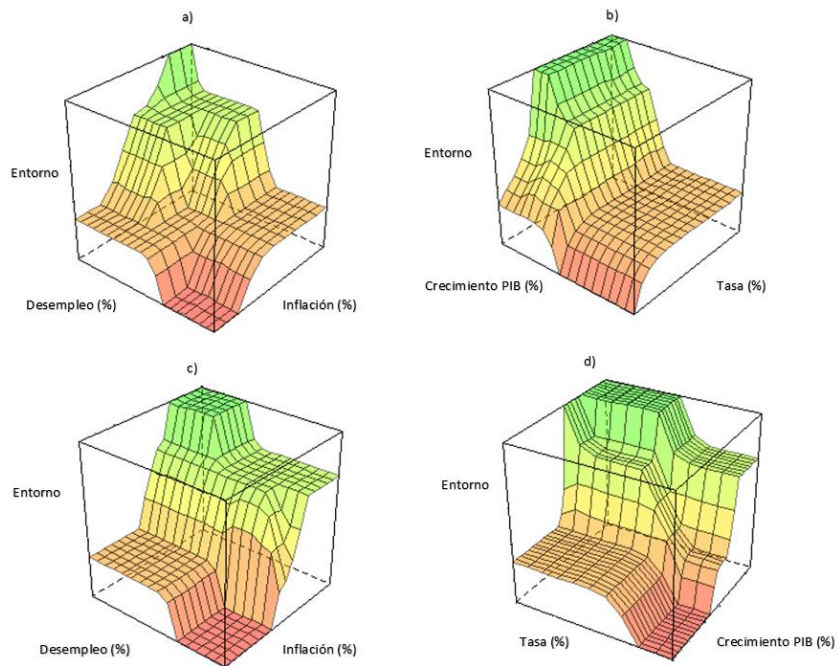 a)
b)
Entorno
Entorno
Desempleo (%)
Inflación (%)
Crecimiento PIB (%)
Tasa (%)
c)
d)
Entorno
Entorno
Desempleo (%)
Inflación (%)
Tasa (%)
Crecimiento PIB (%)